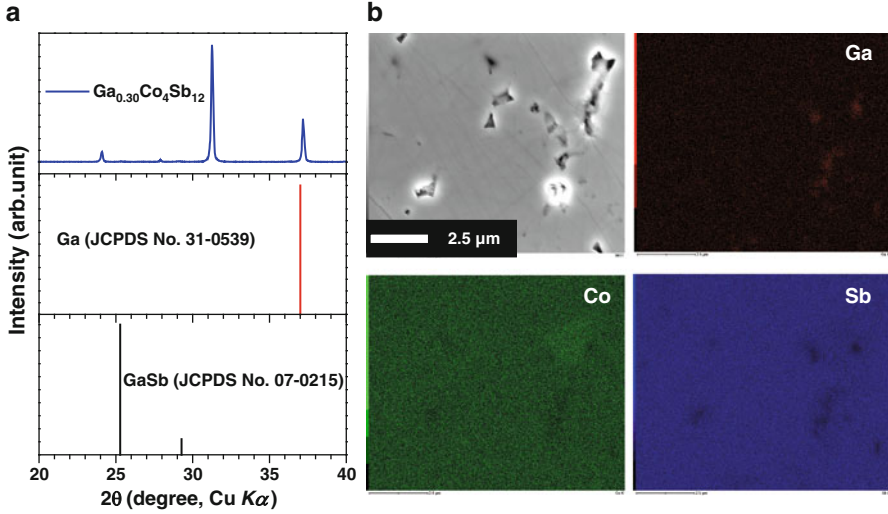 a
b
Ga0.30Co4Sb12
Ga (JCPDS No. 31-0539)
GaSb (JCPDS No. 07-0215)
Intensity (arb.unit)
20 25 30 35 40
2θ (degree, Cu Kα)
Ga
2.5 μm
Co
Sb